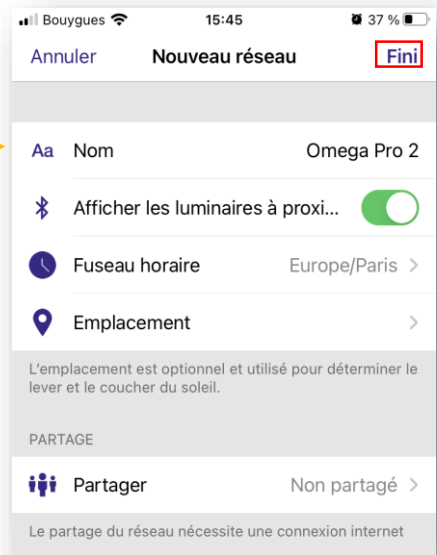 Bouygues 15:45 37 %
Annuler Nouveau réseau Fini
Aa Nom Omega Pro 2
Afficher les luminaires à proxi...
Fuseau horaire Europe/Paris >
Emplacement >
L'emplacement est optionnel et utilisé pour déterminer le
lever et le coucher du soleil.
PARTAGE
Partager Non partagé >
Le partage du réseau nécessite une connexion internet